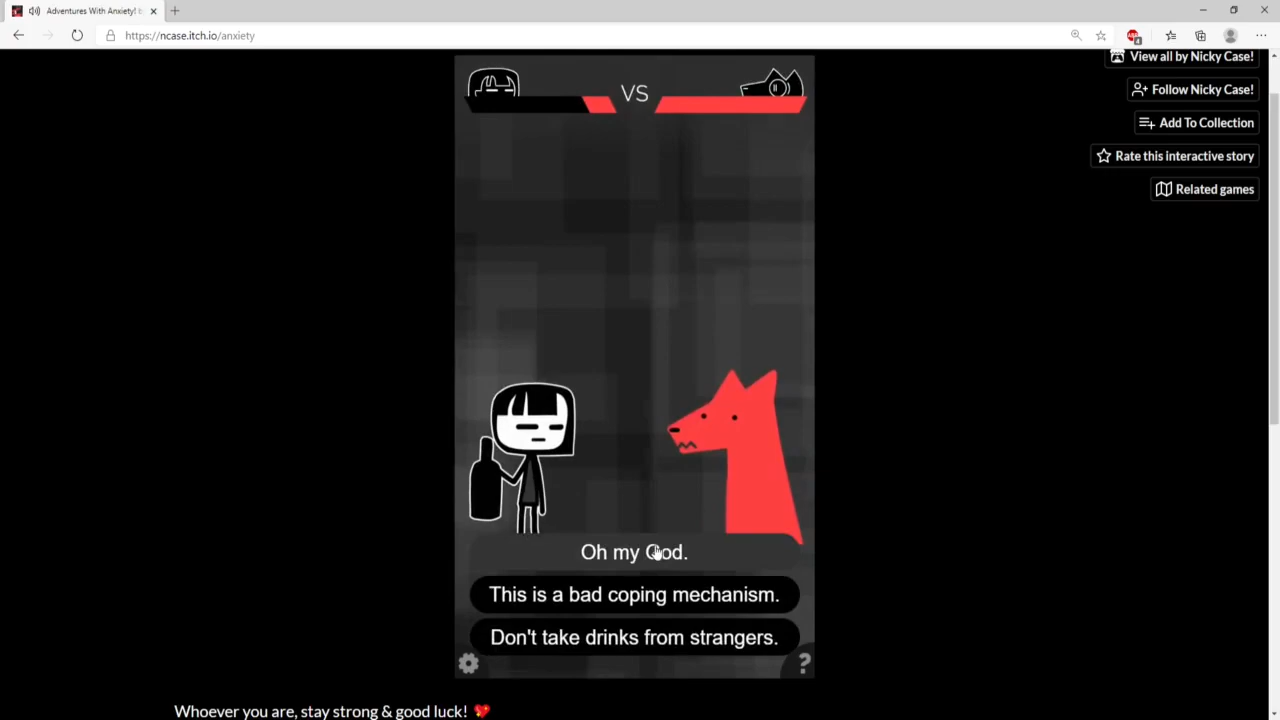 Adventures With Anxiety! b
https://ncase.itch.io/anxiety
View all by Nicky Case!
Follow Nicky Case!
Add To Collection
Rate this interactive story
Related games
VS
Oh my God.
This is a bad coping mechanism.
Don't take drinks from strangers.
?
Whoever you are, stay strong & good luck! 💖